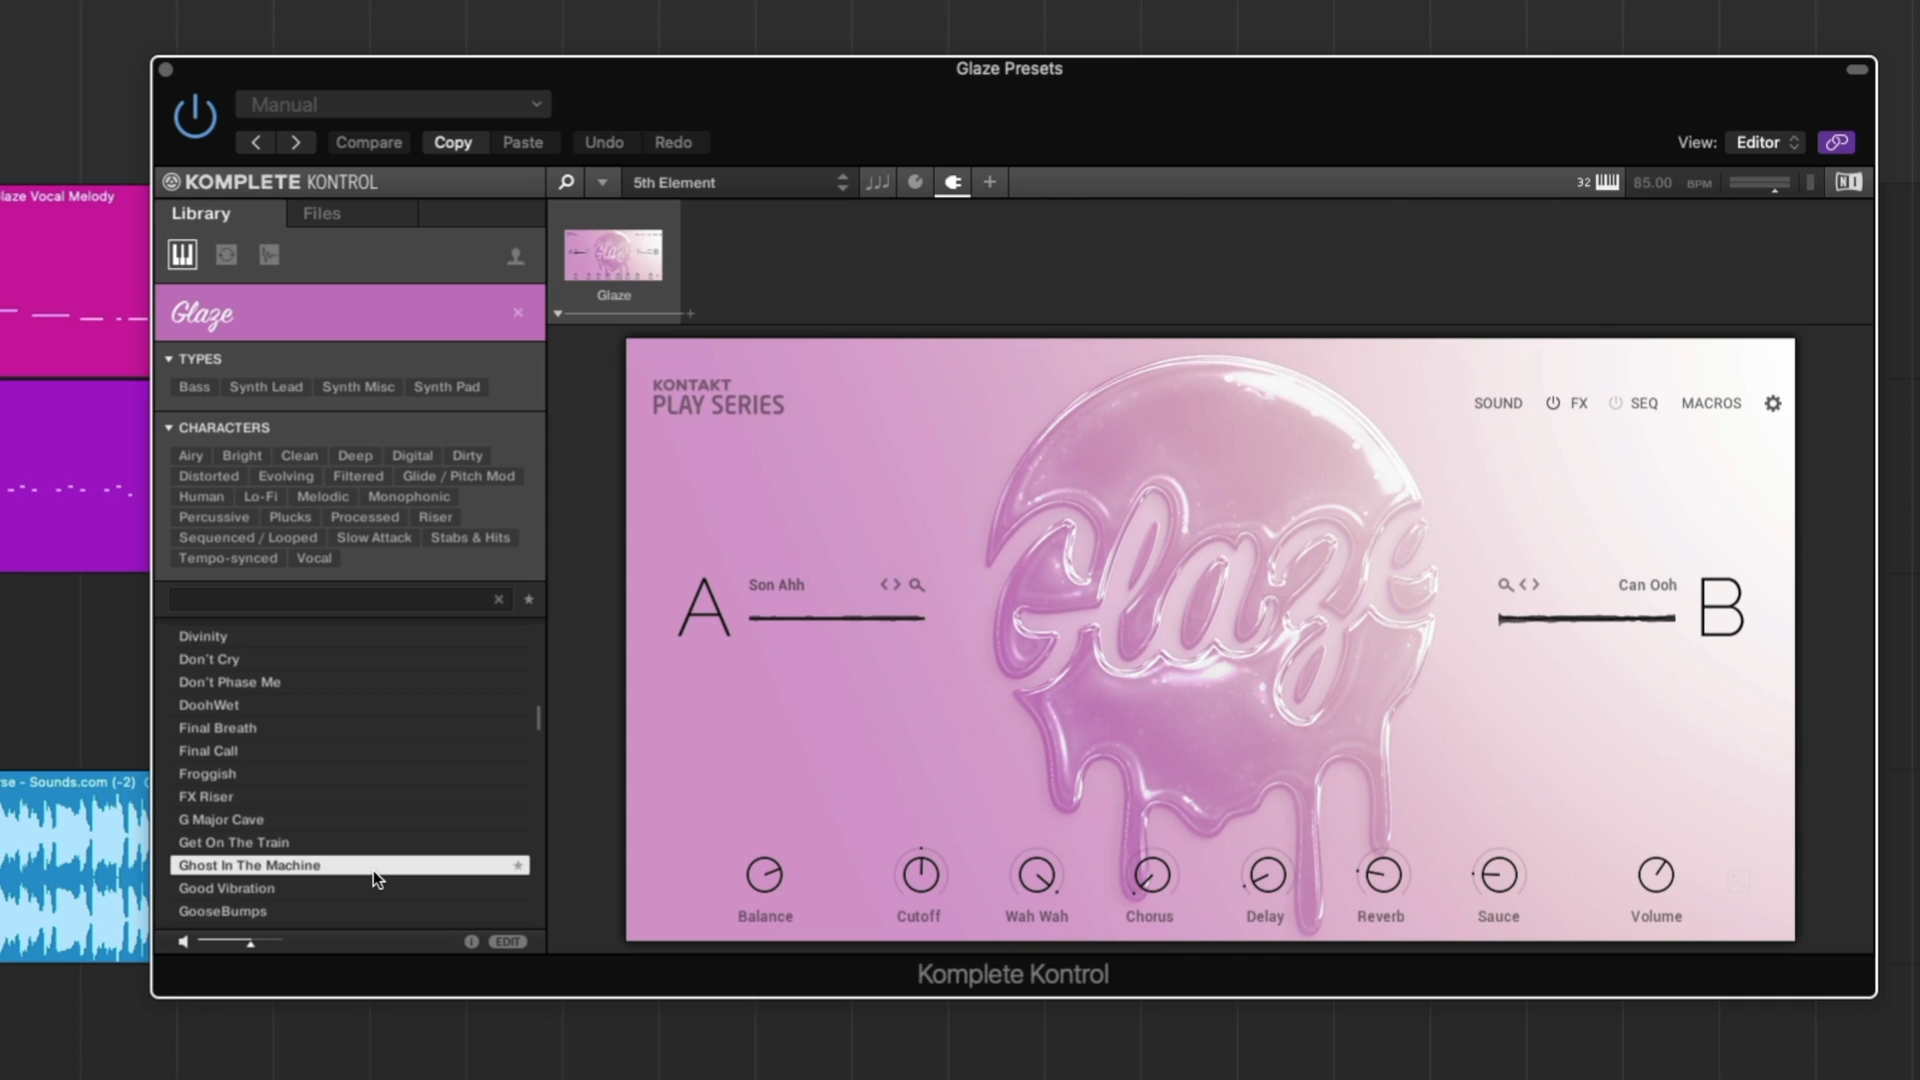 Glaze Presets
Manual
Compare Copy Paste Undo Redo
View: Editor
laze Vocal Melody
KOMPLETE KONTROL
5th Element
32
85.00 BPM
Library Files
Glaze
Glaze
Glaze
TYPES
Bass Synth Lead Synth Misc Synth Pad
CHARACTERS
Airy Bright Clean Deep Digital Dirty
Distorted Evolving Filtered Glide / Pitch Mod
Human Lo-Fi Melodic Monophonic
Percussive Plucks Processed Riser
Sequenced / Looped Slow Attack Stabs & Hits
Tempo-synced Vocal
Divinity
Don't Cry
Don't Phase Me
DoohWet
Final Breath
Final Call
Froggish
FX Riser
G Major Cave
Get On The Train
Ghost In The Machine
Good Vibration
GooseBumps
EDIT
rse - Sounds.com (-2)
KONTAKT
PLAY SERIES
SOUND FX SEQ MACROS
Glaze
A Son Ahh
Can Ooh B
Balance Cutoff Wah Wah Chorus Delay Reverb Sauce Volume
Komplete Kontrol